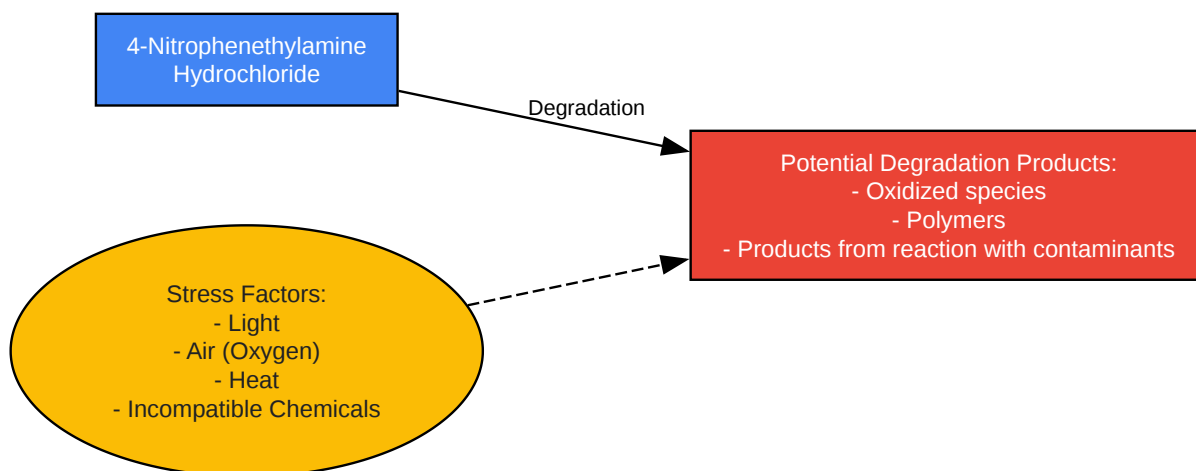 4-Nitrophenethylamine
Hydrochloride
Degradation
Potential Degradation Products:
- Oxidized species
- Polymers
- Products from reaction with contaminants
Stress Factors:
- Light
- Air (Oxygen)
- Heat
- Incompatible Chemicals